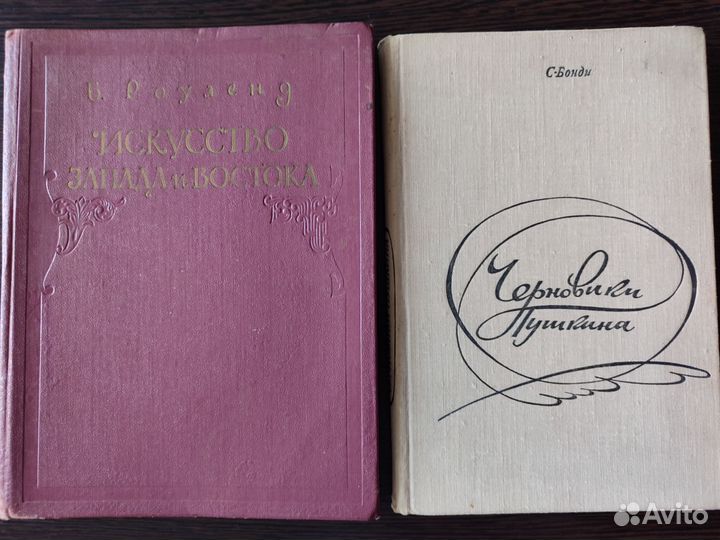 Б. Роуленд
ИСКУССТВО
ЗАПАДА и ВОСТОКА
С. Бонди
Черновики
Пушкина
Avito